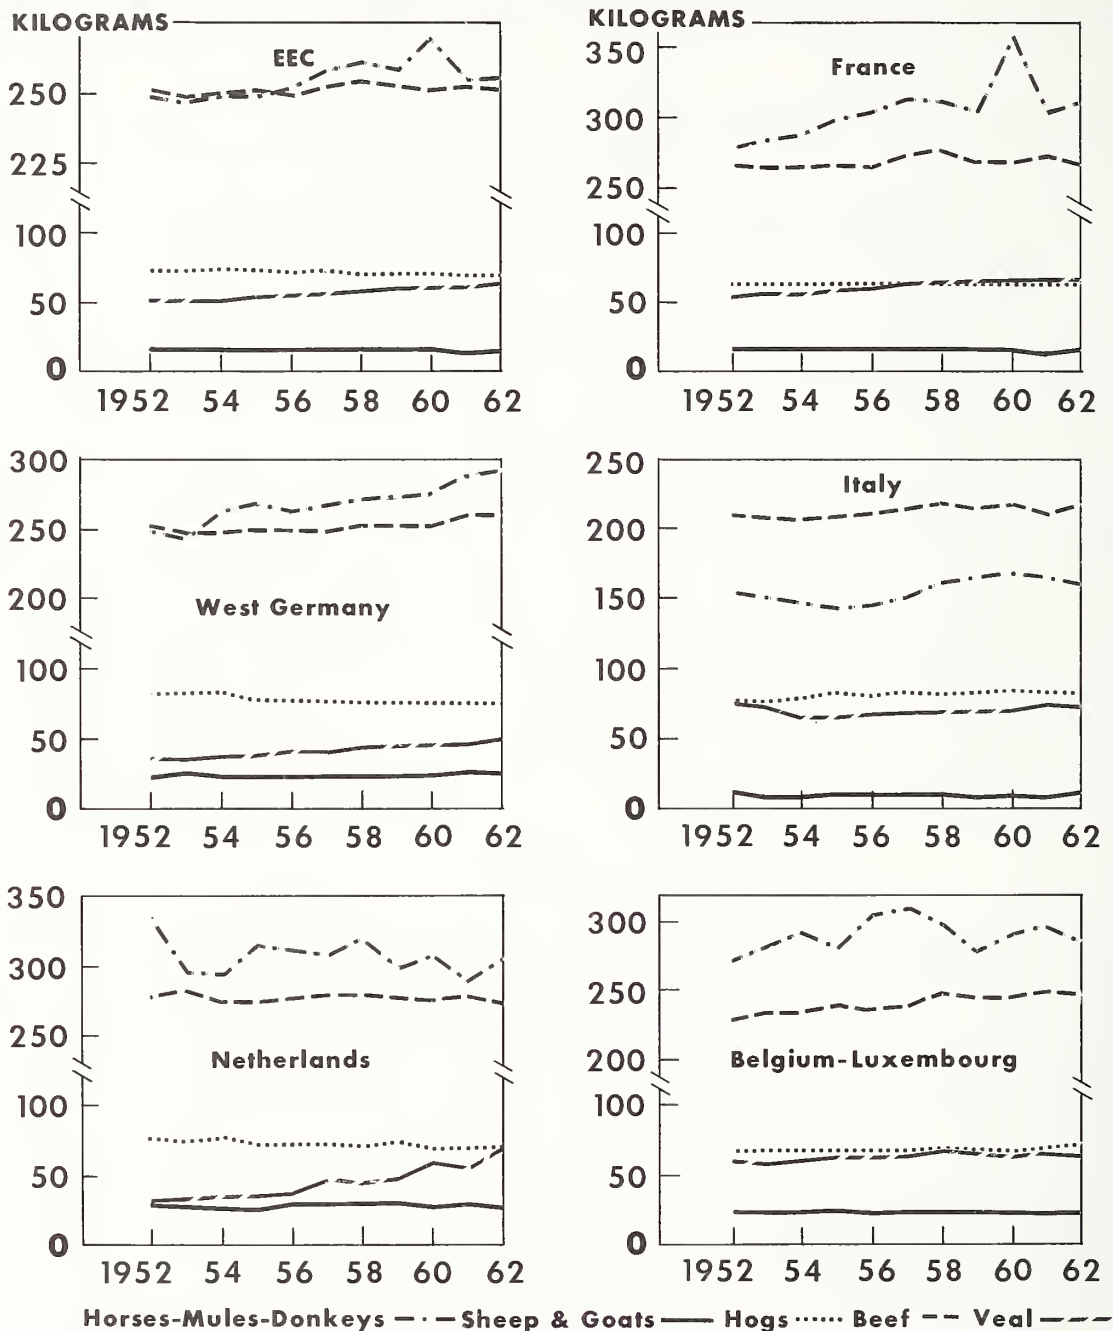 KILOGRAMS
EEC
250
225
100
50
0
1952 54 56 58 60 62
KILOGRAMS
350
France
300
250
100
50
0
1952 54 56 58 60 62
300
250
200
West Germany
100
50
0
1952 54 56 58 60 62
250
Italy
200
150
100
50
0
1952 54 56 58 60 62
350
300
250
Netherlands
100
50
0
1952 54 56 58 60 62
300
250
200
Belgium-Luxembourg
100
50
0
1952 54 56 58 60 62
Horses-Mules-Donkeys Sheep & Goats Hogs Beef Veal